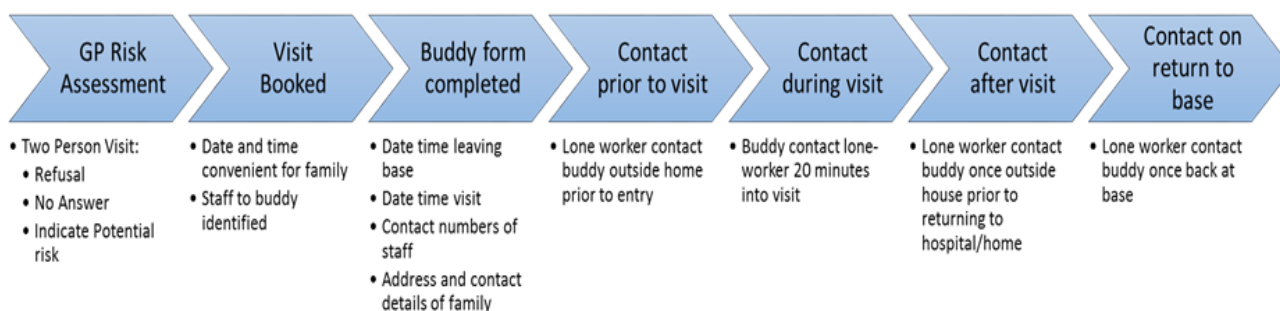 GP Risk
Assessment
Visit
Booked
Buddy form
completed
Contact
prior to visit
Contact
during visit
Contact
after visit
Contact on
return to
base
• Two Person Visit:
• Refusal
• No Answer
• Indicate Potential
risk
• Date and time
convenient for family
• Staff to buddy
identified
• Date time leaving
base
• Date time visit
• Contact numbers of
staff
• Address and contact
details of family
• Lone worker contact
buddy outside home
prior to entry
• Buddy contact lone-
worker 20 minutes
into visit
• Lone worker contact
buddy once outside
house prior to
returning to
hospital/home
• Lone worker contact
buddy once back at
base